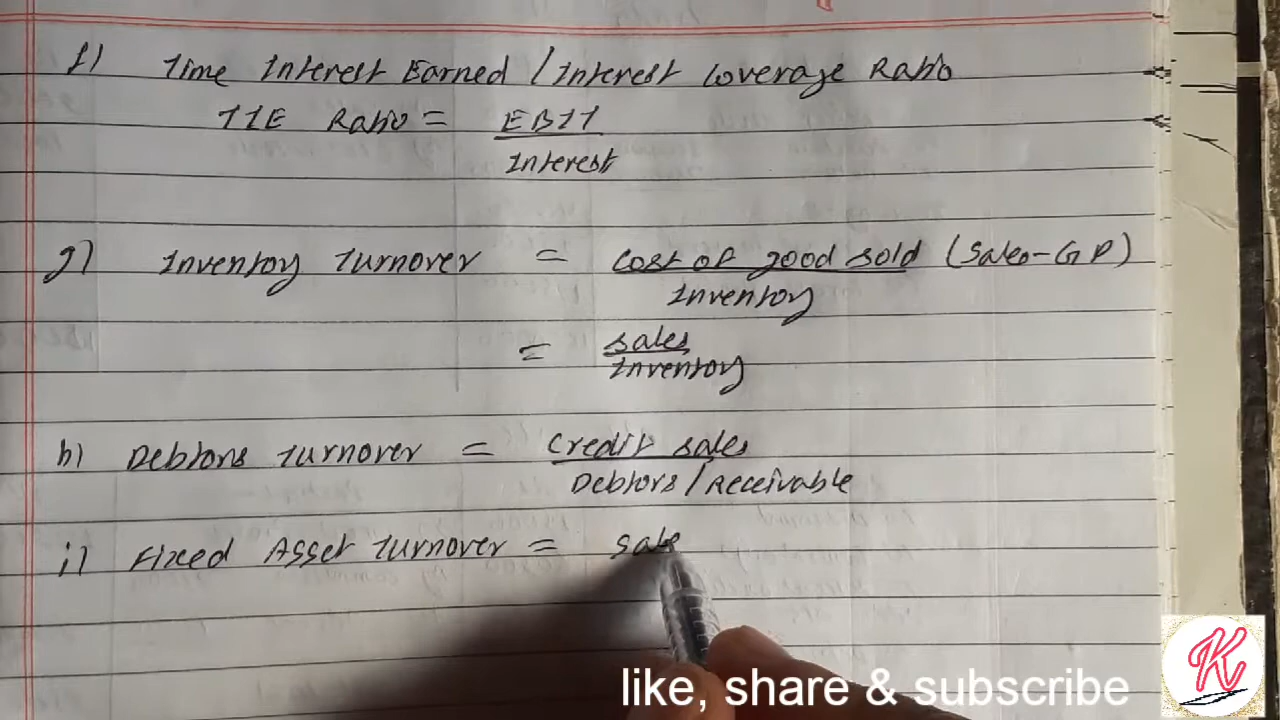 f) Time Interest Earned / Interest Coverage Ratio
TIE Ratio = EBIT
Interest
g) Inventory Turnover = Cost of good sold (Sales-GP)
Inventory
= Sales
Inventory
h) Debtors Turnover = Credit sales
Debtors/Receivable
i) Fixed Asset Turnover = Sale
like, share & subscribe
K